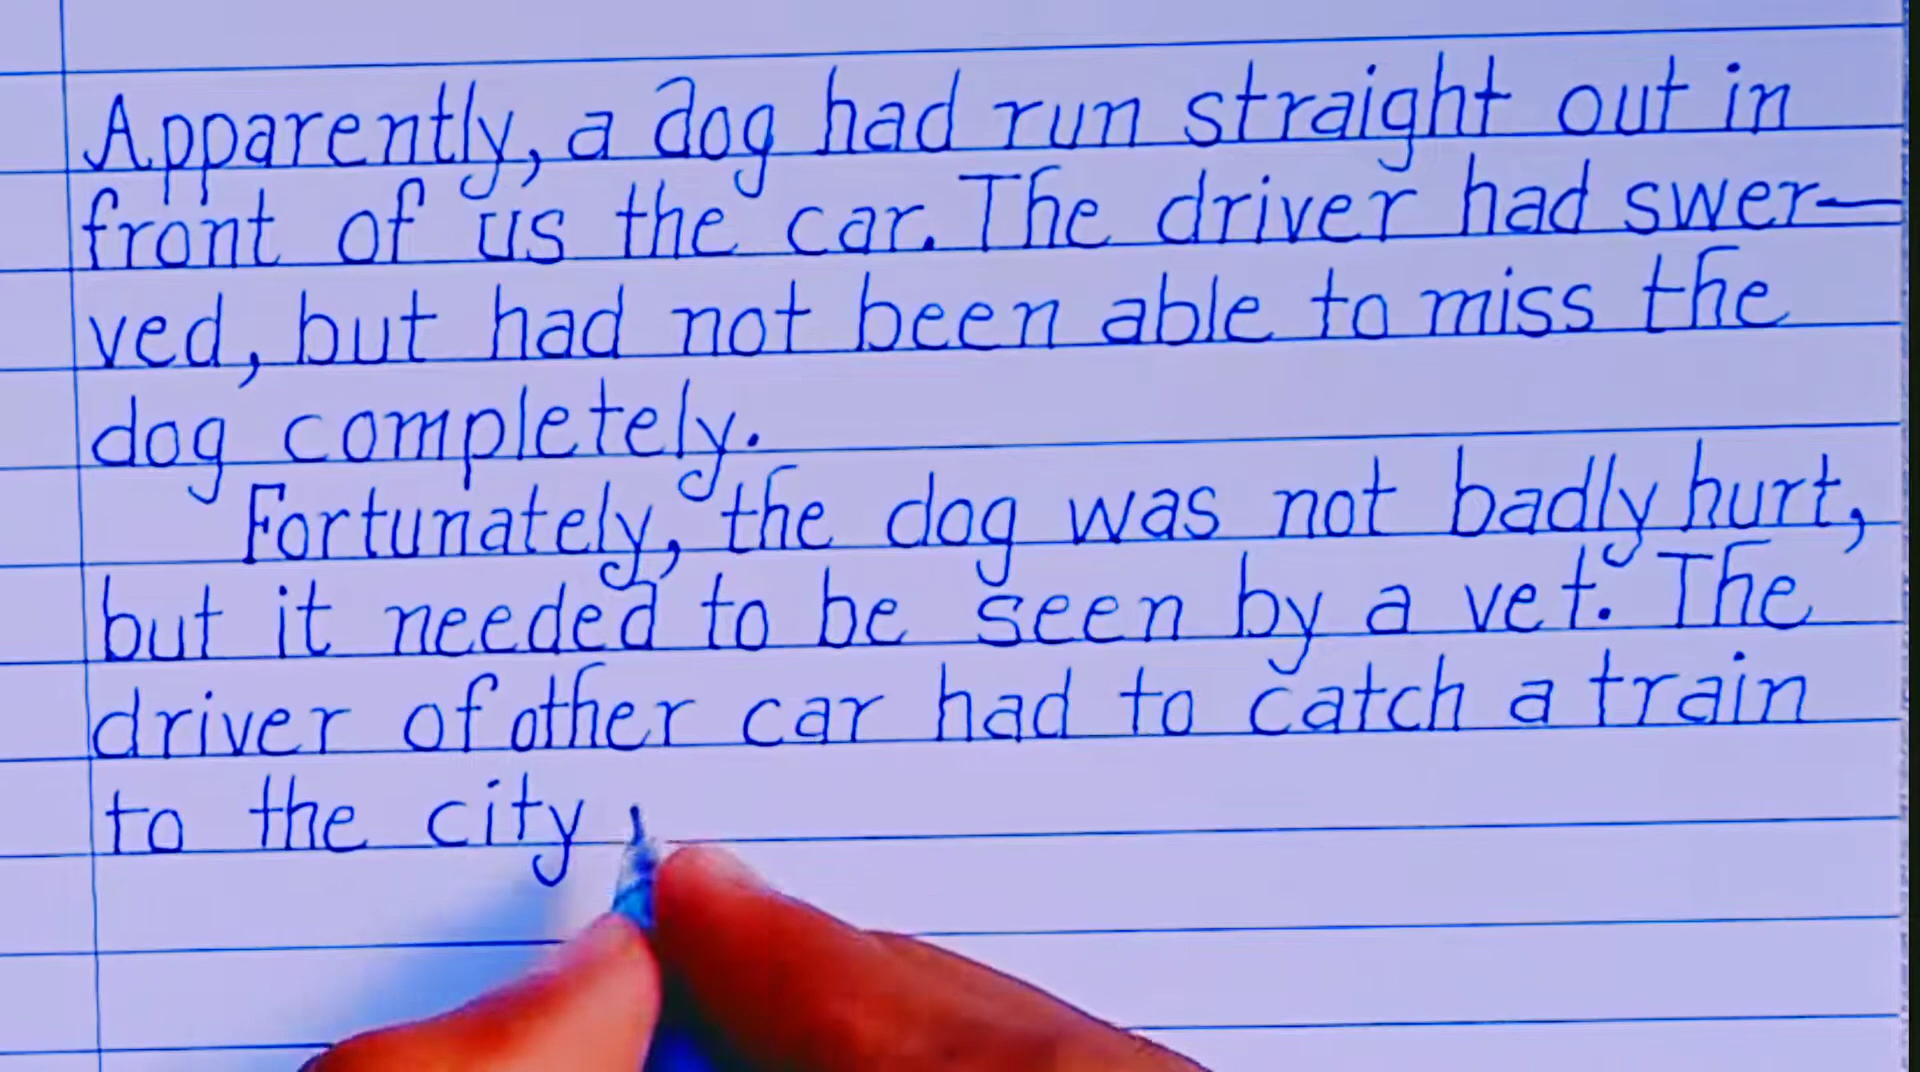 Apparently, a dog had run straight out in
front of us the car. The driver had swer-
ved, but had not been able to miss the
dog completely.
Fortunately, the dog was not badly hurt,
but it needed to be seen by a vet. The
driver of other car had to catch a train
to the city